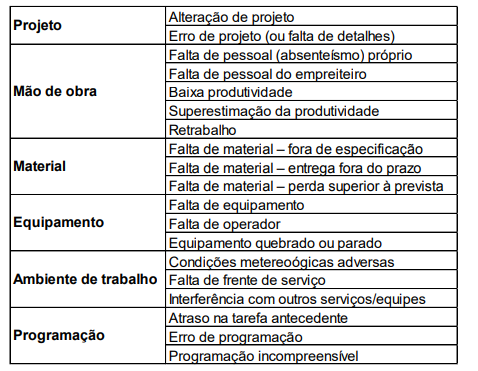 Projeto
Alteração de projeto
Erro de projeto (ou falta de detalhes)
Mão de obra
Falta de pessoal (absenteísmo) próprio
Falta de pessoal do empreiteiro
Baixa produtividade
Superestimação da produtividade
Retrabalho
Material
Falta de material – fora de especificação
Falta de material – entrega fora do prazo
Falta de material – perda superior à prevista
Equipamento
Falta de equipamento
Falta de operador
Equipamento quebrado ou parado
Ambiente de trabalho
Condições metereoógicas adversas
Falta de frente de serviço
Interferência com outros serviços/equipes
Programação
Atraso na tarefa antecedente
Erro de programação
Programação incompreensível